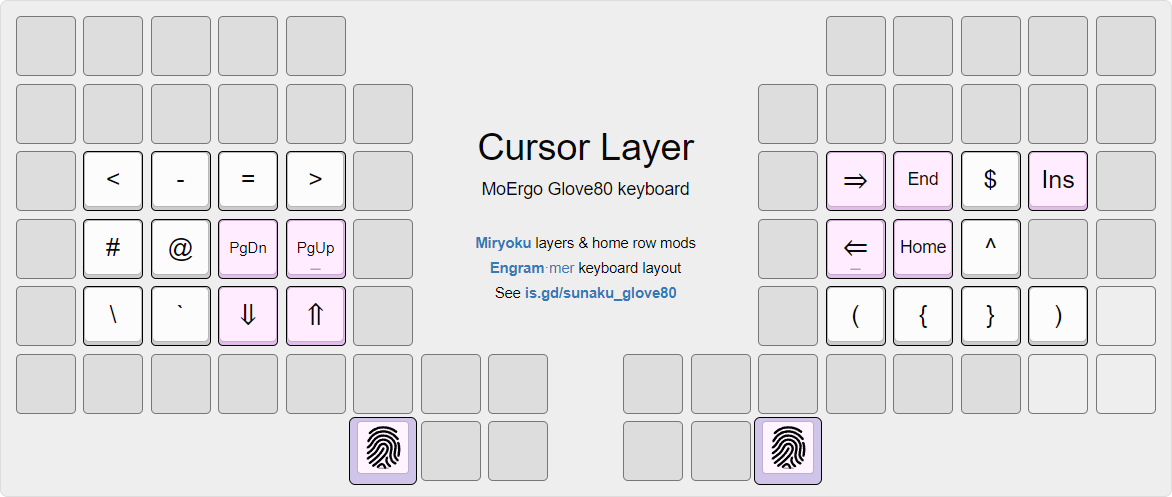 Cursor Layer
MoErgo Glove80 keyboard
Miryoku layers & home row mods
Engram·mer keyboard layout
See is.gd/sunaku_glove80
< - = > ⇒ End $ Ins
# @ PgDn PgUp _ ⇐ _ Home ^
\ ` ⇓ ⇑ ( { } )